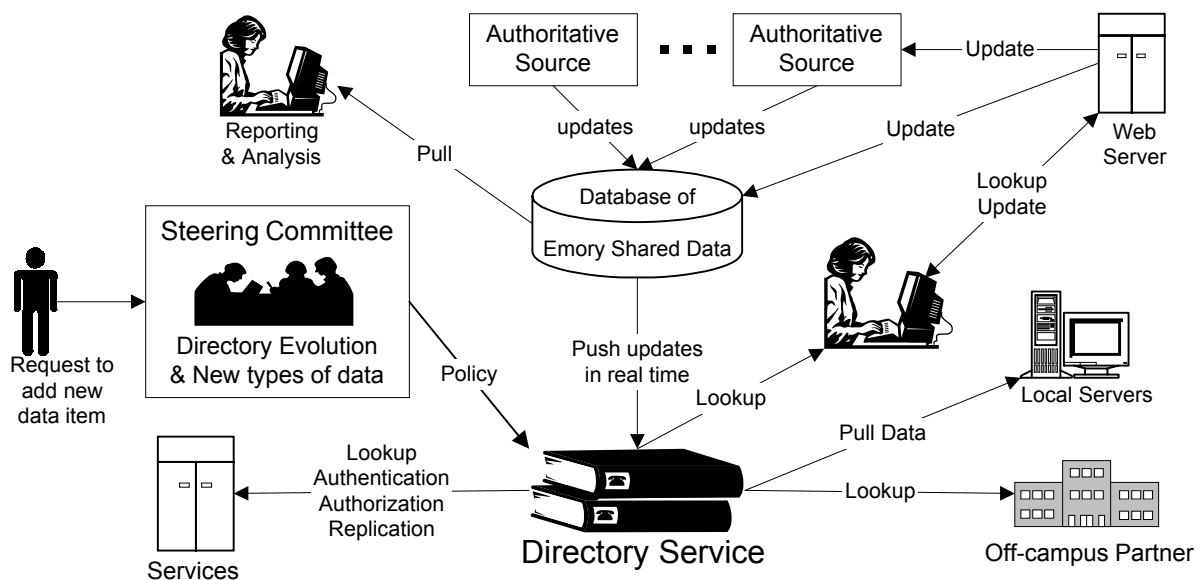 Authoritative
Source
Authoritative
Source
Update
Reporting
& Analysis
Pull
updates
updates
Update
Web
Server
Lookup
Update
Database of
Emory Shared Data
Steering Committee
Directory Evolution
& New types of data
Request to
add new
data item
Policy
Push updates
in real time
Lookup
Local Servers
Pull Data
Lookup
Authentication
Authorization
Replication
Services
Directory Service
Lookup
Off-campus Partner